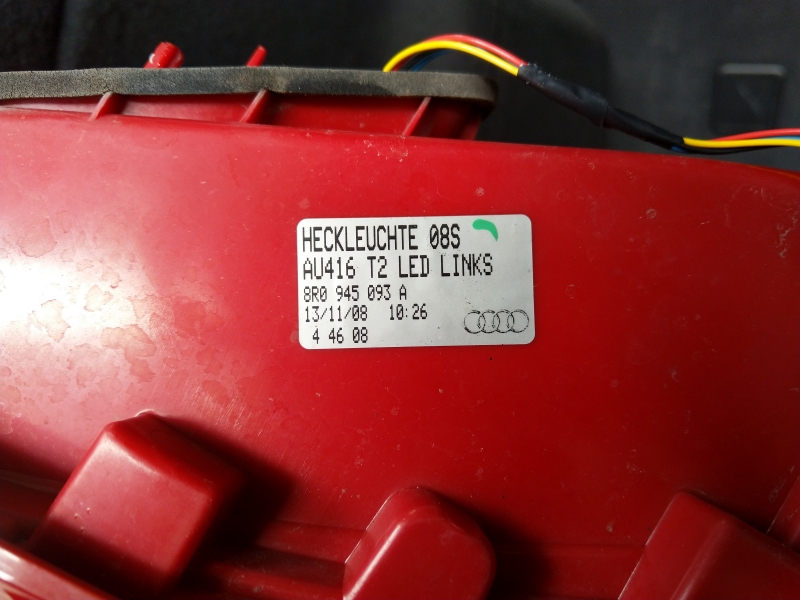 HECKLEUCHTE 08S
AU416 T2 LED LINKS
8R0 945 093 A
13/11/08 10:26
4 46 08